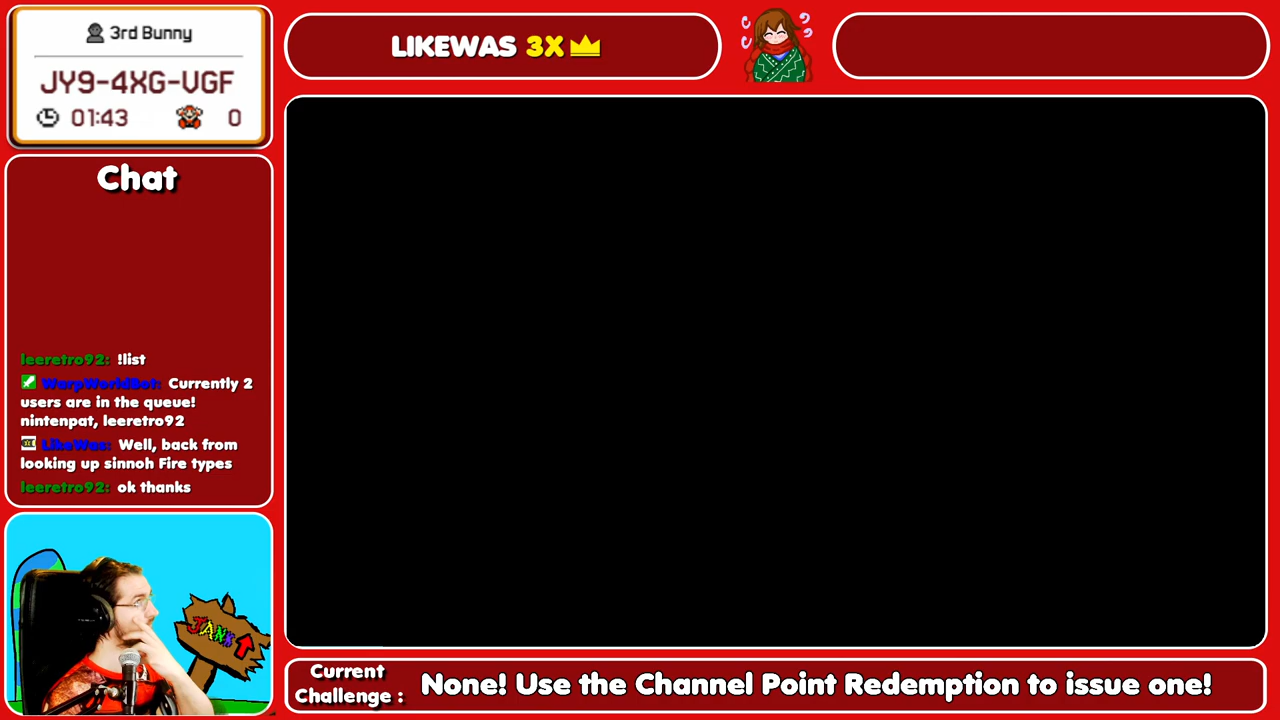 3rd Bunny
JY9-4XG-VGF
01:43 0
LIKEWAS 3X
Chat
leeretro92: !list
WarpWorldBot: Currently 2
users are in the queue!
nintenpat, leeretro92
LikeWas: Well, back from
looking up sinnoh Fire types
leeretro92: ok thanks
JANK
Current
Challenge :
None! Use the Channel Point Redemption to issue one!